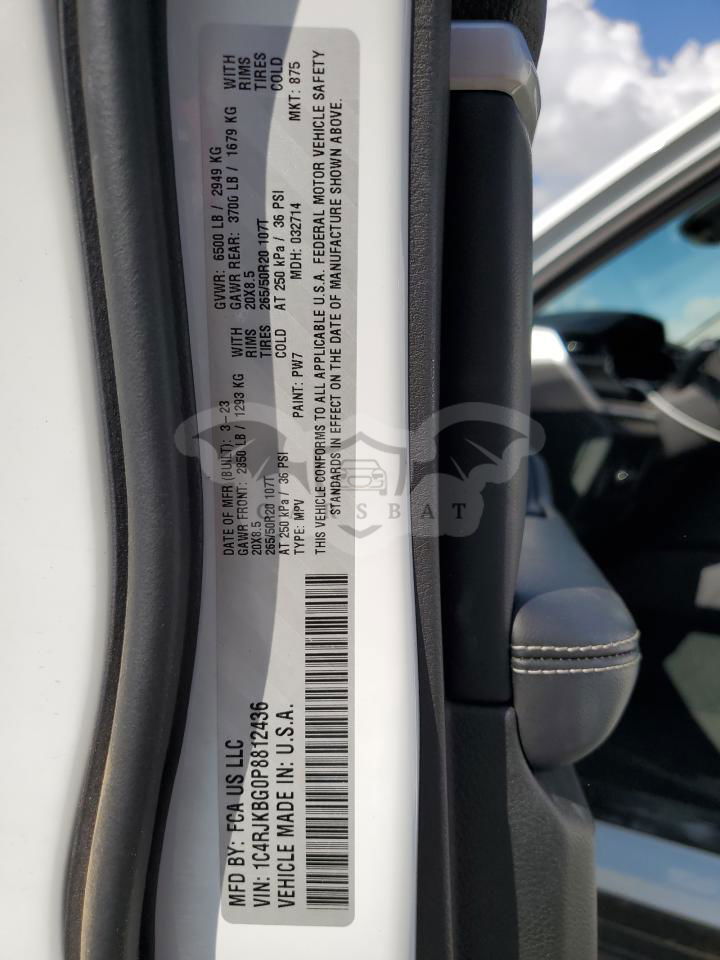 MFD BY: FCA US LLC
VIN: 1C4RJKBG0P8812436
VEHICLE MADE IN: U.S.A.
DATE OF MFR (BUILT): 3-23 GVWR: 6500 LB / 2949 KG
GAWR FRONT: 2850 LB / 1293 KG WITH GAWR REAR: 3700 LB / 1679 KG WITH
20X8.5 RIMS 20X8.5 RIMS
265/50R20 107T TIRES 265/50R20 107T TIRES
AT 250 kPa / 36 PSI COLD AT 250 kPa / 36 PSI COLD
TYPE: MPV PAINT: PW7 MDH: 032714 MKT: 875
THIS VEHICLE CONFORMS TO ALL APPLICABLE U.S.A. FEDERAL MOTOR VEHICLE SAFETY
STANDARDS IN EFFECT ON THE DATE OF MANUFACTURE SHOWN ABOVE.